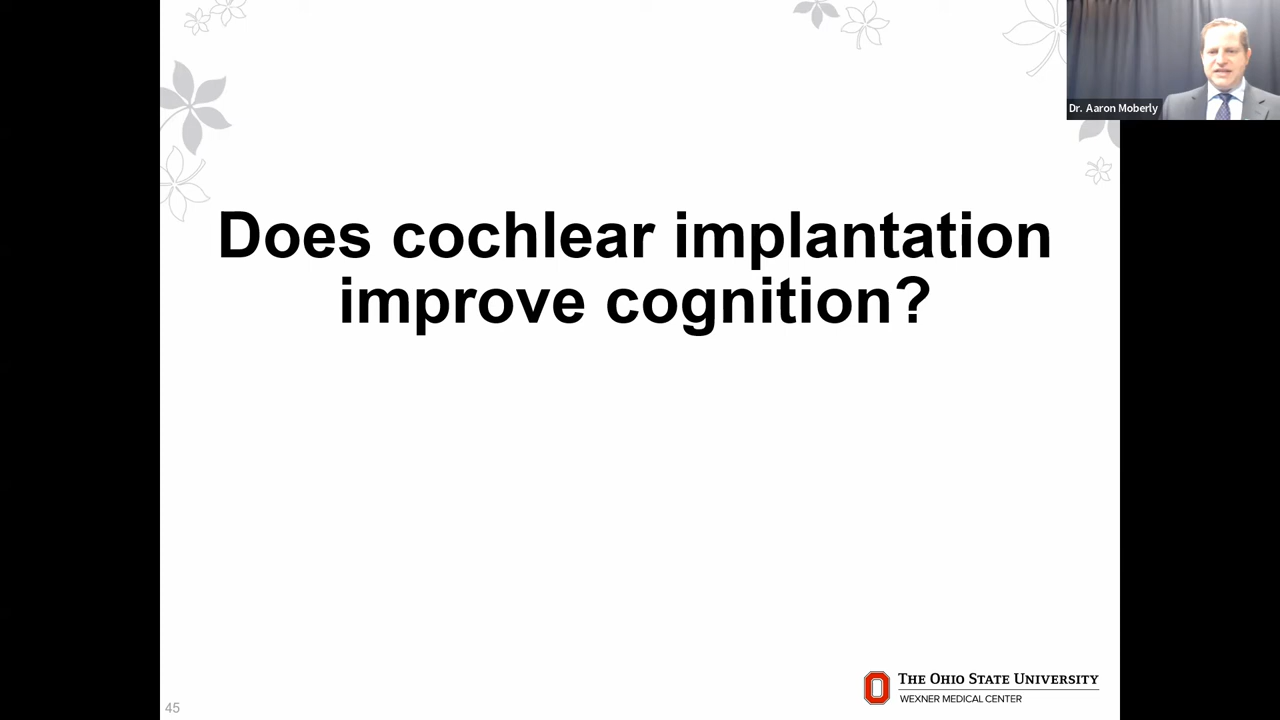 Dr. Aaron Moberly
Does cochlear implantation
improve cognition?
THE OHIO STATE UNIVERSITY
WEXNER MEDICAL CENTER
45